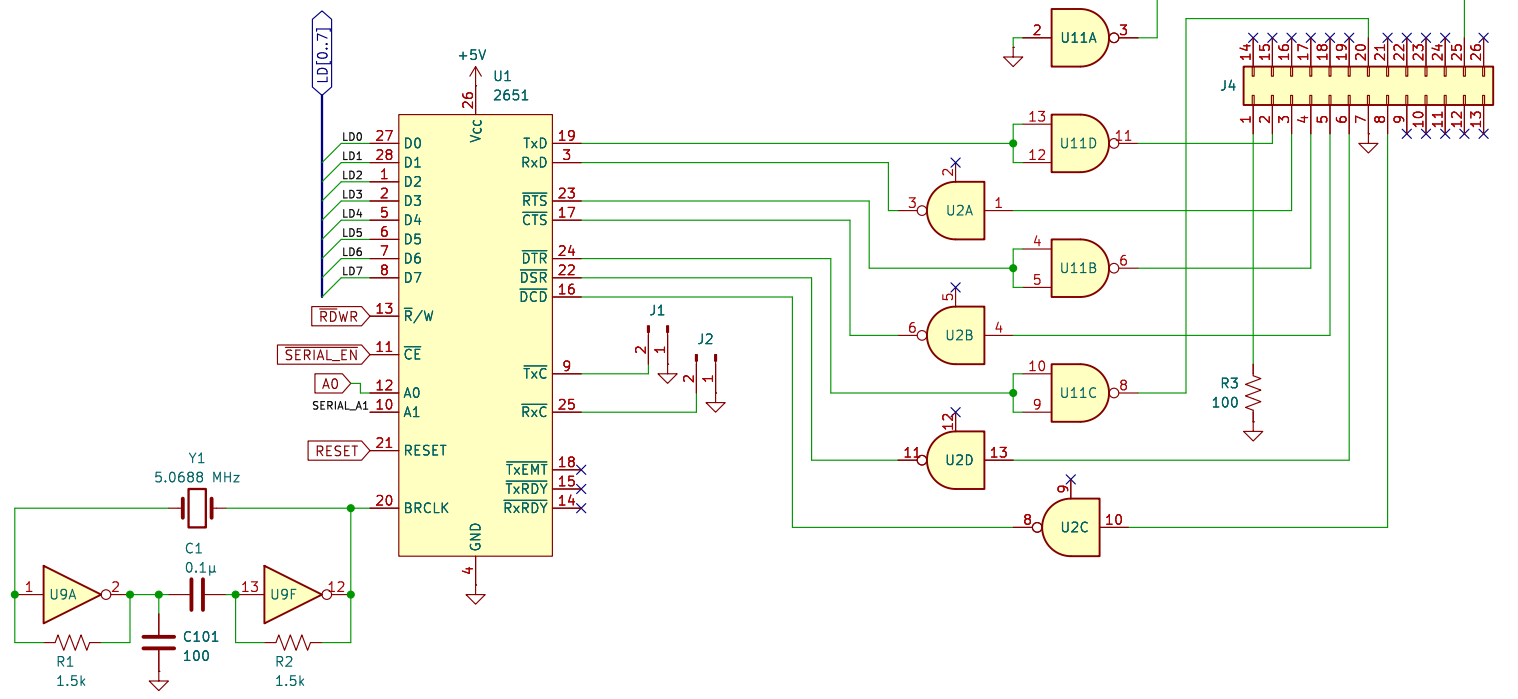 LD[0..7]
+5V
U1
2651
26
Vcc
LD0 27 D0
LD1 28 D1
LD2 1 D2
LD3 2 D3
LD4 5 D4
LD5 6 D5
LD6 7 D6
LD7 8 D7
RDWR 13 R/W
SERIAL_EN 11 CE
A0 12 A0
SERIAL_A1 10 A1
RESET 21 RESET
20 BRCLK
GND
4
TxD 19
RxD 3
RTS 23
CTS 17
DTR 24
DSR 22
DCD 16
TxC 9
RxC 25
TxEMT 18
TxRDY 15
RxRDY 14
J1
2 1
J2
2 1
2 U11A 3
13
12
U11D 11
2
3 U2A 1
4
5
U11B 6
5
6 U2B 4
10
9
U11C 8
12
11 U2D 13
9
8 U2C 10
J4
14 15 16 17 18 19 20 21 22 23 24 25 26
1 2 3 4 5 6 7 8 9 10 11 12 13
R3
100
Y1
5.0688 MHz
C1
0.1µ
1 U9A 2
13 U9F 12
R1
1.5k
C101
100
R2
1.5k